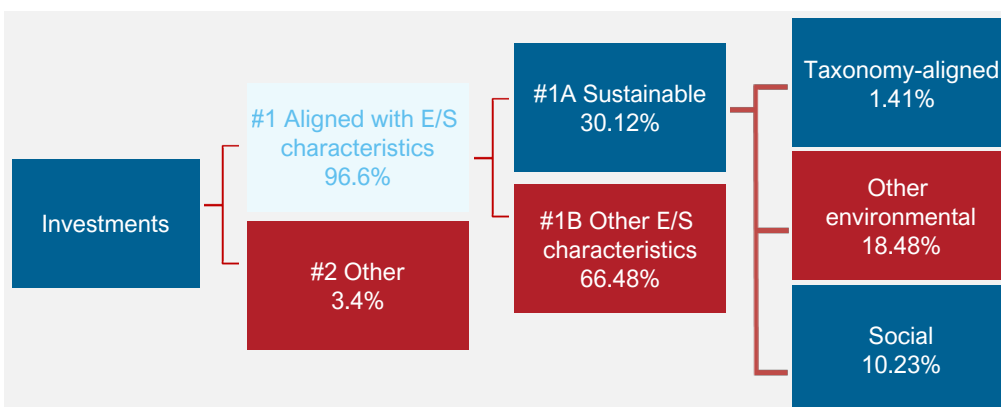 Investments
#1 Aligned with E/S
characteristics
96.6%
#2 Other
3.4%
#1A Sustainable
30.12%
#1B Other E/S
characteristics
66.48%
Taxonomy-aligned
1.41%
Other
environmental
18.48%
Social
10.23%